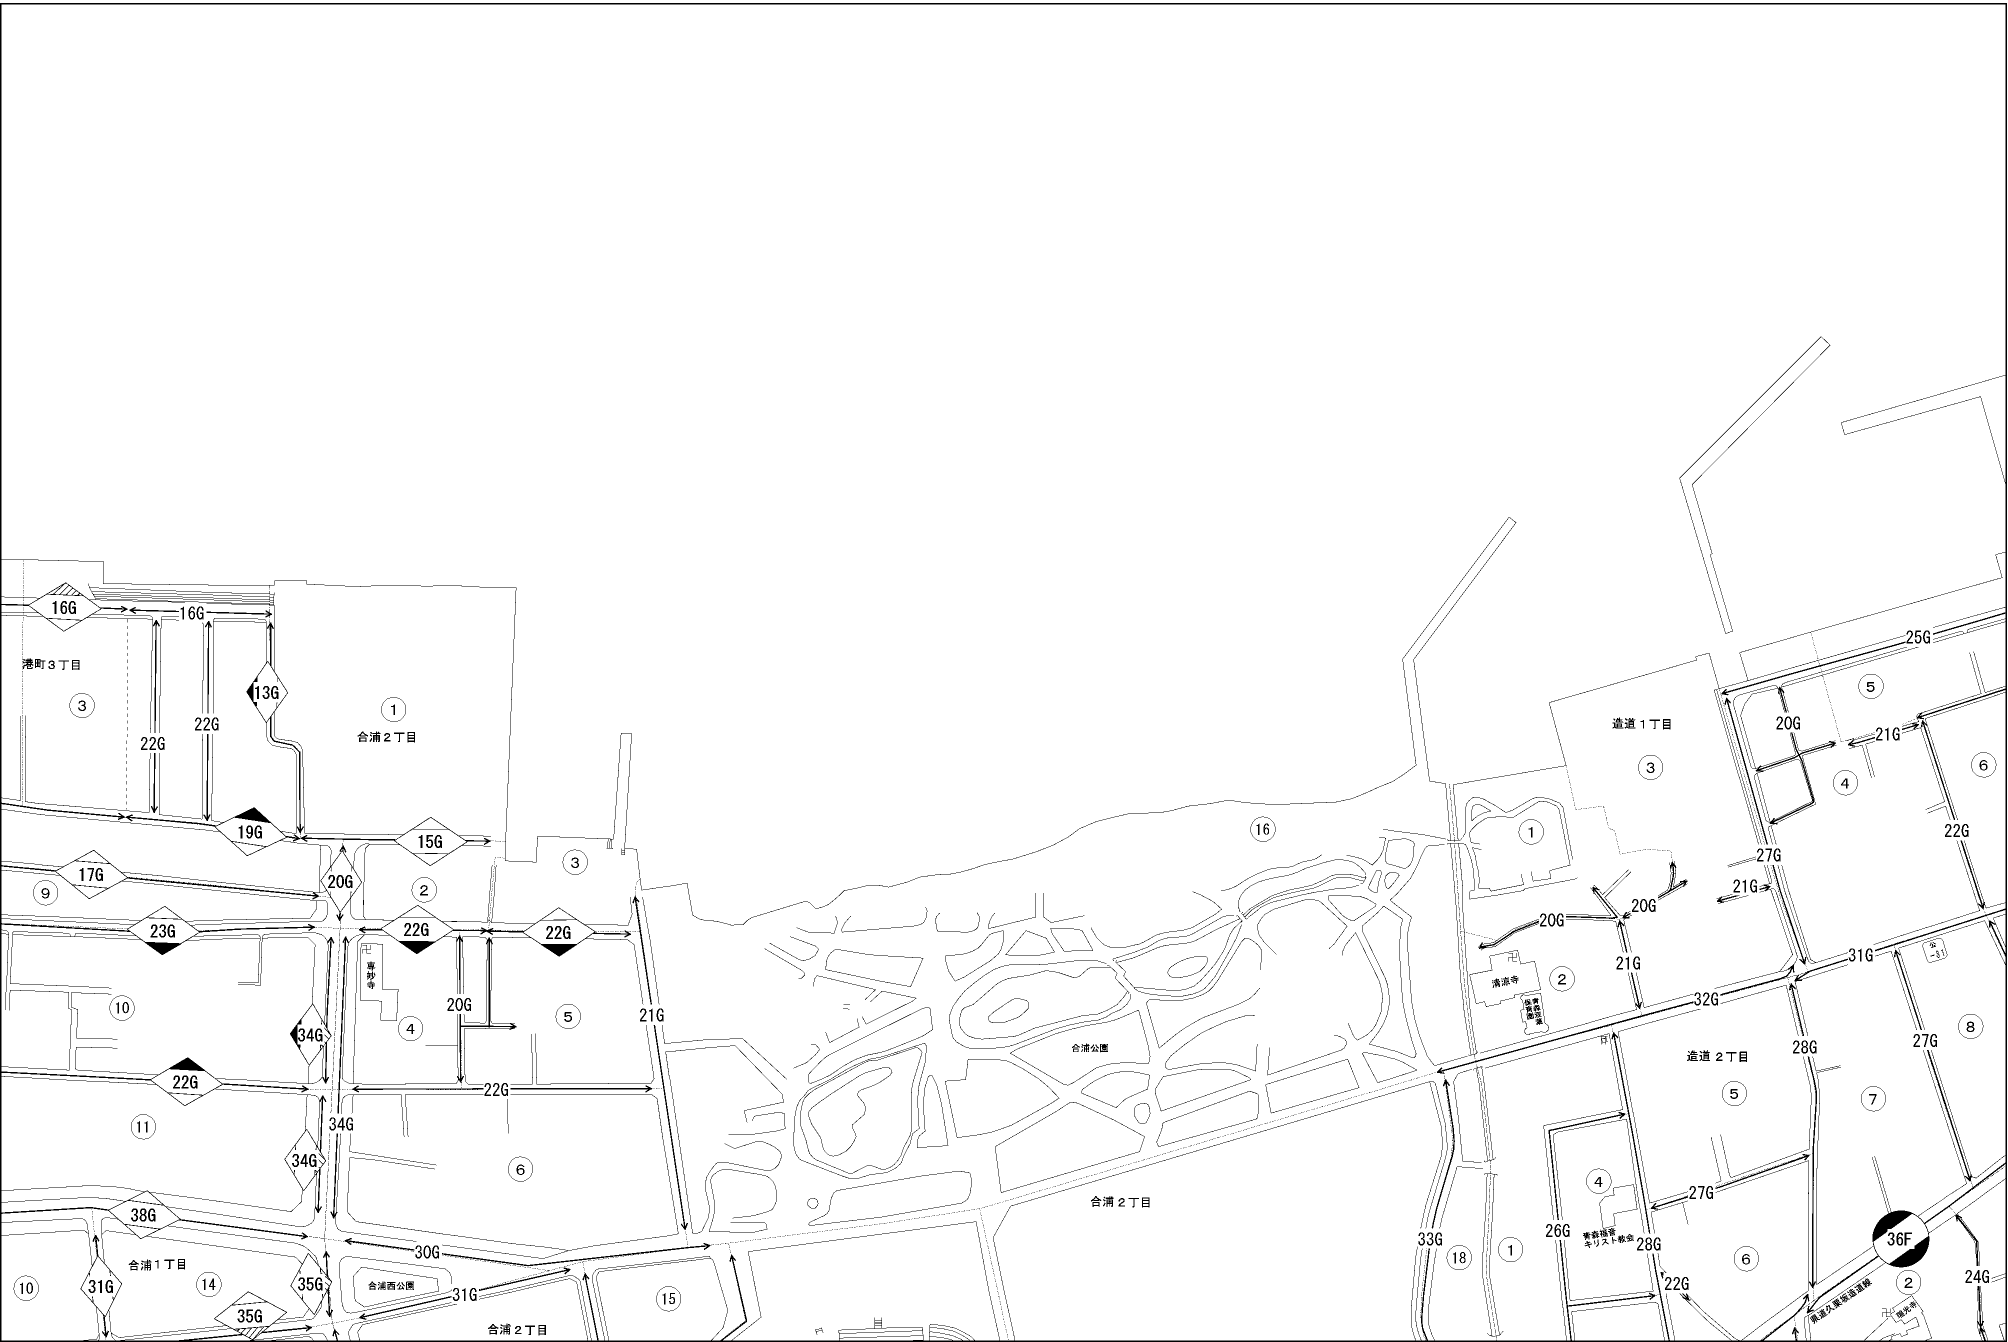 16G
16G
港町３丁目
③
22G
22G
13G
①
合浦２丁目
19G
15G
17G
20G
⑨
②
③
23G
22G
22G
専妙寺
⑩
34G
④
20G
⑤
21G
22G
22G
⑪
34G
34G
⑥
38G
30G
合浦１丁目
⑩
31G
⑭
35G
合浦西公園
31G
35G
合浦２丁目
⑮
⑯
合浦公園
合浦２丁目
25G
造道１丁目
③
⑤
20G
21G
④
⑥
①
22G
27G
21G
20G
20G
21G
清涼寺
②
31G
公
-31
32G
造道２丁目
28G
27G
⑧
⑤
⑦
④
27G
青森福音
キリスト教会
26G
28G
33G
⑱
①
⑥
36F
22G
24G
②
県道久栗坂造道線